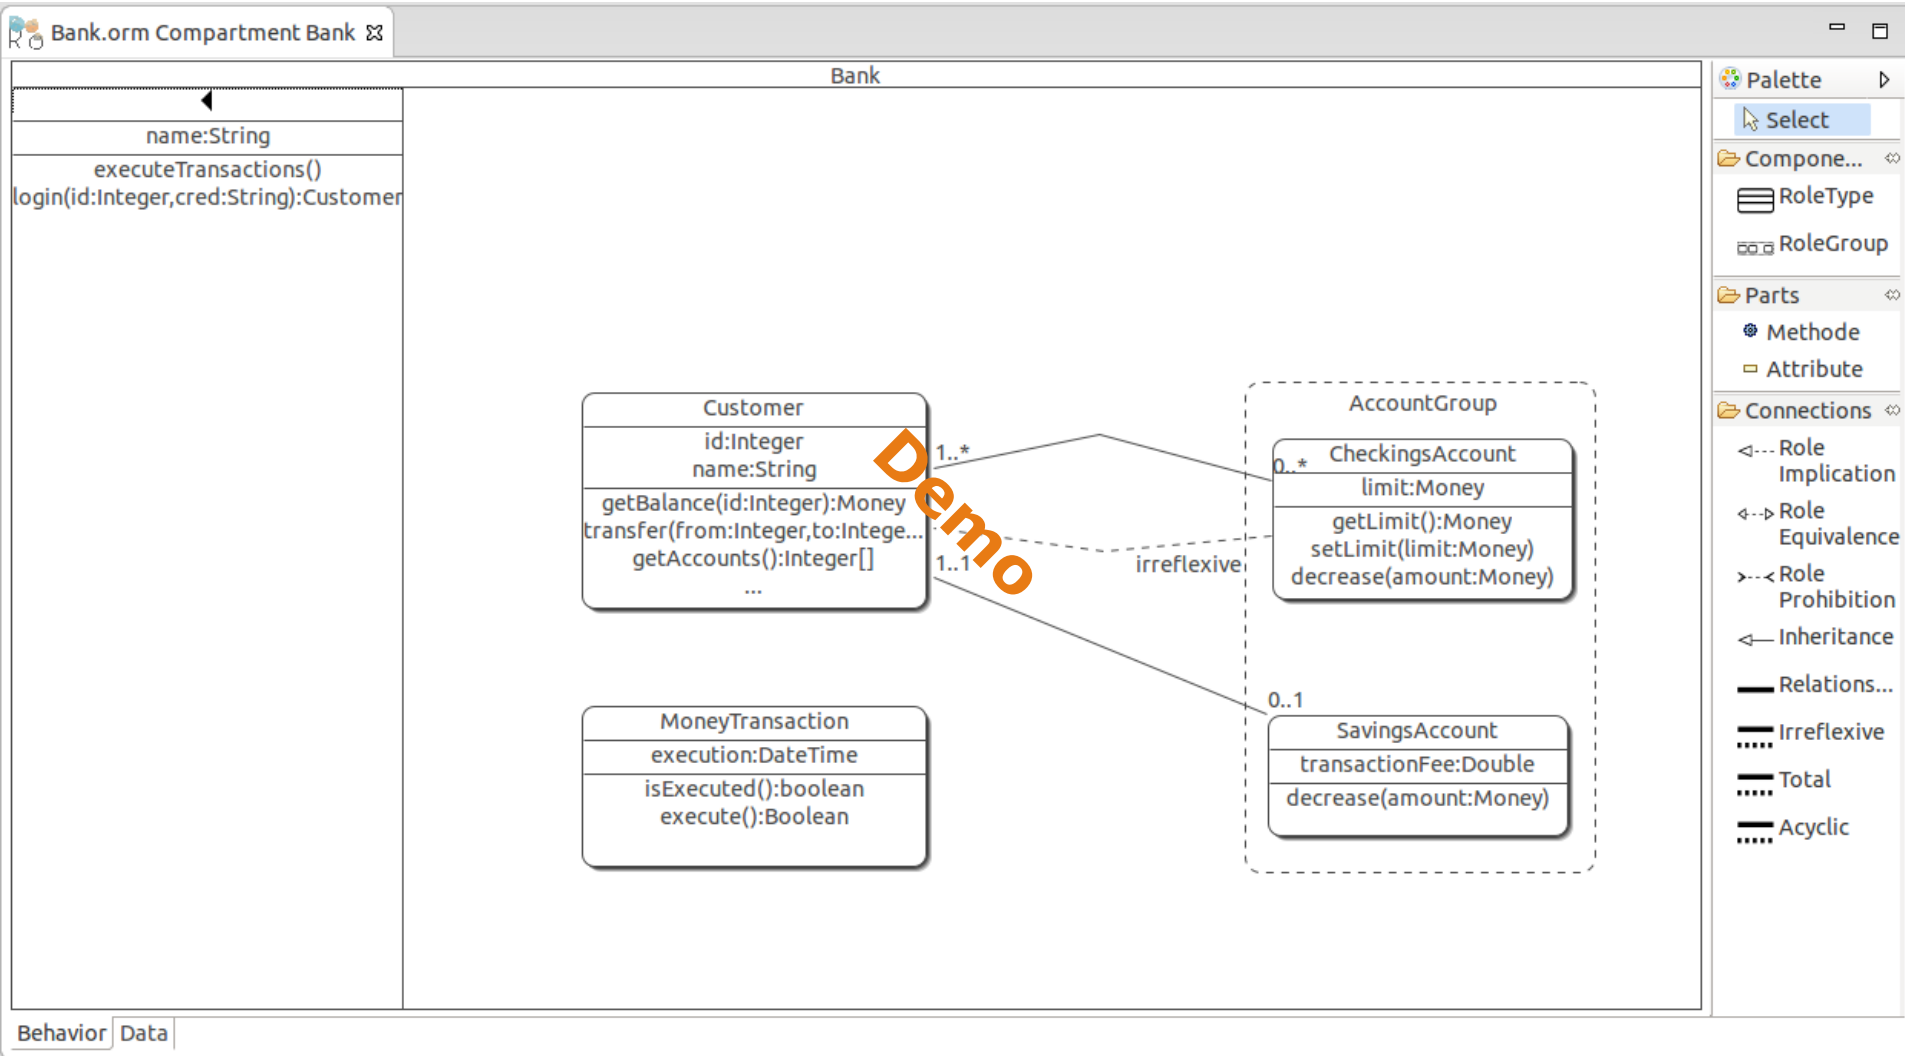 Bank.orm Compartment Bank
Bank
name:String
executeTransactions()
login(id:Integer,cred:String):Customer
Customer
id:Integer
name:String
getBalance(id:Integer):Money
transfer(from:Integer,to:Intege...
getAccounts():Integer[]
...
1..*
1..1
Demo
irreflexive
AccountGroup
0..*
CheckingsAccount
limit:Money
getLimit():Money
setLimit(limit:Money)
decrease(amount:Money)
0..1
SavingsAccount
transactionFee:Double
decrease(amount:Money)
MoneyTransaction
execution:DateTime
isExecuted():boolean
execute():Boolean
Palette
Select
Compone...
RoleType
RoleGroup
Parts
Methode
Attribute
Connections
Role
Implication
Role
Equivalence
Role
Prohibition
Inheritance
Relations...
Irreflexive
Total
Acyclic
Behavior
Data